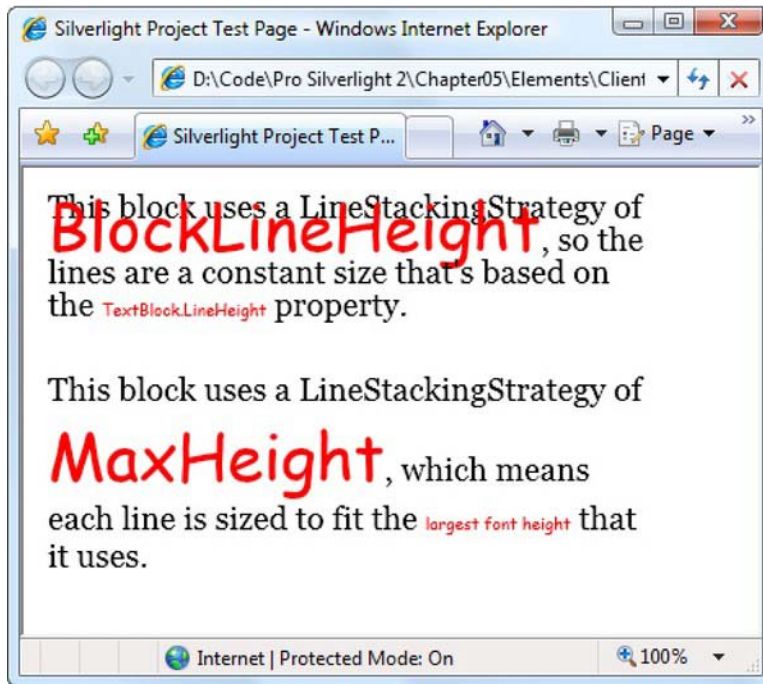 Silverlight Project Test Page - Windows Internet Explorer
D:\Code\Pro Silverlight 2\Chapter05\Elements\Client
Silverlight Project Test P...
Page
This block uses a LineStackingStrategy of
BlockLineHeight, so the
lines are a constant size that's based on
the TextBlock.LineHeight property.
This block uses a LineStackingStrategy of
MaxHeight, which means
each line is sized to fit the largest font height that
it uses.
Internet | Protected Mode: On
100%